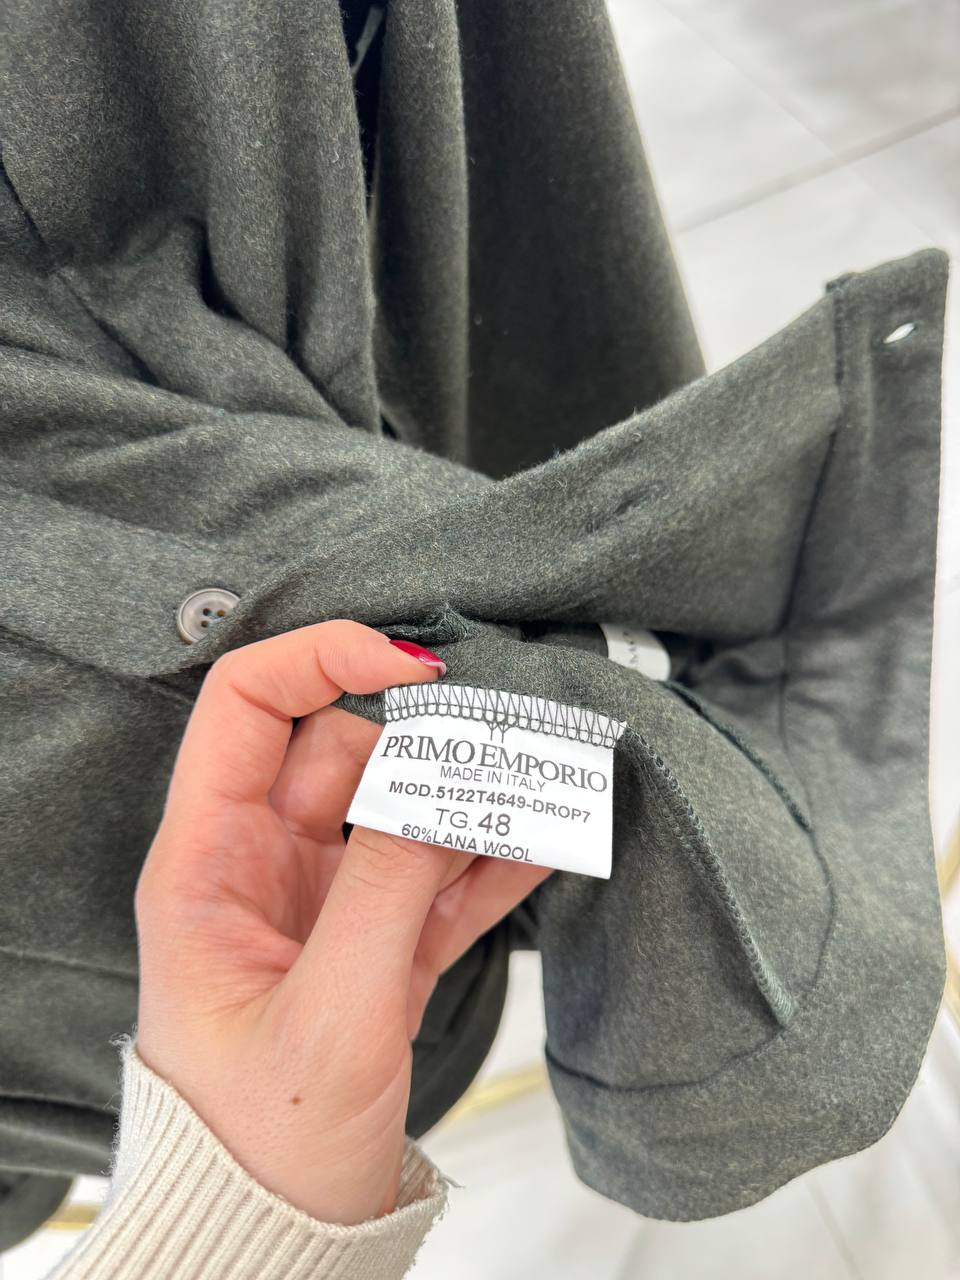 PRIMO EMPORIO
MADE IN ITALY
MOD.5122T4649-DROP7
TG. 48
60%LANA WOOL